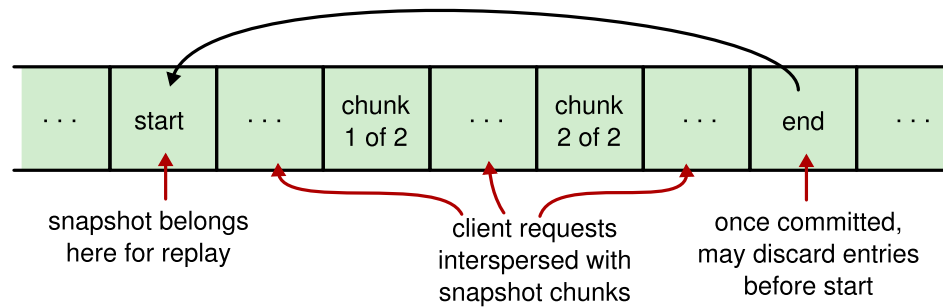 . . .
start
. . .
chunk
1 of 2
. . .
chunk
2 of 2
. . .
end
. . .
snapshot belongs
here for replay
client requests
interspersed with
snapshot chunks
once committed,
may discard entries
before start